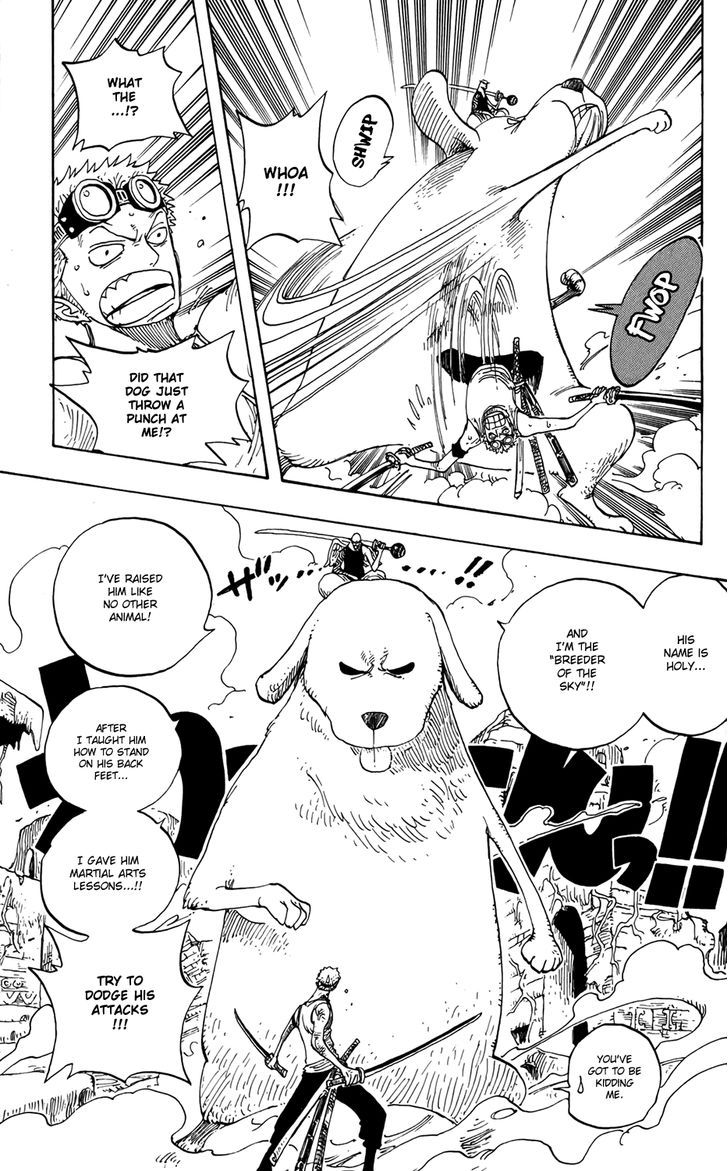 SHWIP
WHOA
!!!
FWOP
WHAT
THE
...!?
DID THAT
DOG JUST
THROW A
PUNCH AT
ME!?
HIS
NAME IS
HOLY...
AND
I'M THE
"BREEDER
OF THE
SKY"!!
I'VE RAISED
HIM LIKE
NO OTHER
ANIMAL!
AFTER
I TAUGHT HIM
HOW TO STAND
ON HIS BACK
FEET...
I GAVE HIM
MARTIAL ARTS
LESSONS...!!
TRY TO
DODGE HIS
ATTACKS
!!!
YOU'VE
GOT TO BE
KIDDING
ME.